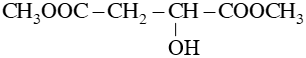 CH₃OOC – CH₂ – CH – COOCH₃
OH